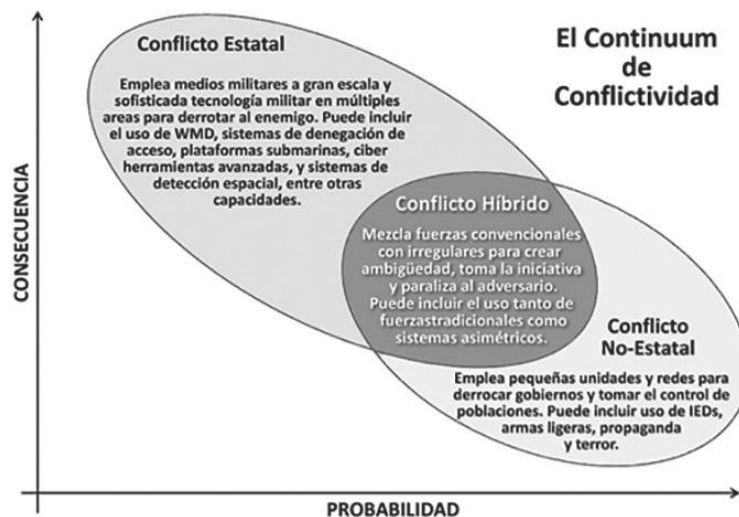 El Continuum
de
Conflictividad
Conflicto Estatal
Emplea medios militares a gran escala y
sofisticada tecnología militar en múltiples
areas para derrotar al enemigo. Puede incluir
el uso de WMD, sistemas de denegación de
acceso, plataformas submarinas, ciber
herramientas avanzadas, y sistemas de
detección espacial, entre otras
capacidades.
Conflicto Híbrido
Mezcla fuerzas convencionales
con irregulares para crear
ambigüedad, toma la iniciativa
y paraliza al adversario.
Puede incluir el uso tanto de
fuerzastradicionales como
sistemas asimétricos.
Conflicto
No-Estatal
Emplea pequeñas unidades y redes para
derrocar gobiernos y tomar el control de
poblaciones. Puede incluir uso de IEDs,
armas ligeras, propaganda
y terror.
CONSECUENCIA
PROBABILIDAD